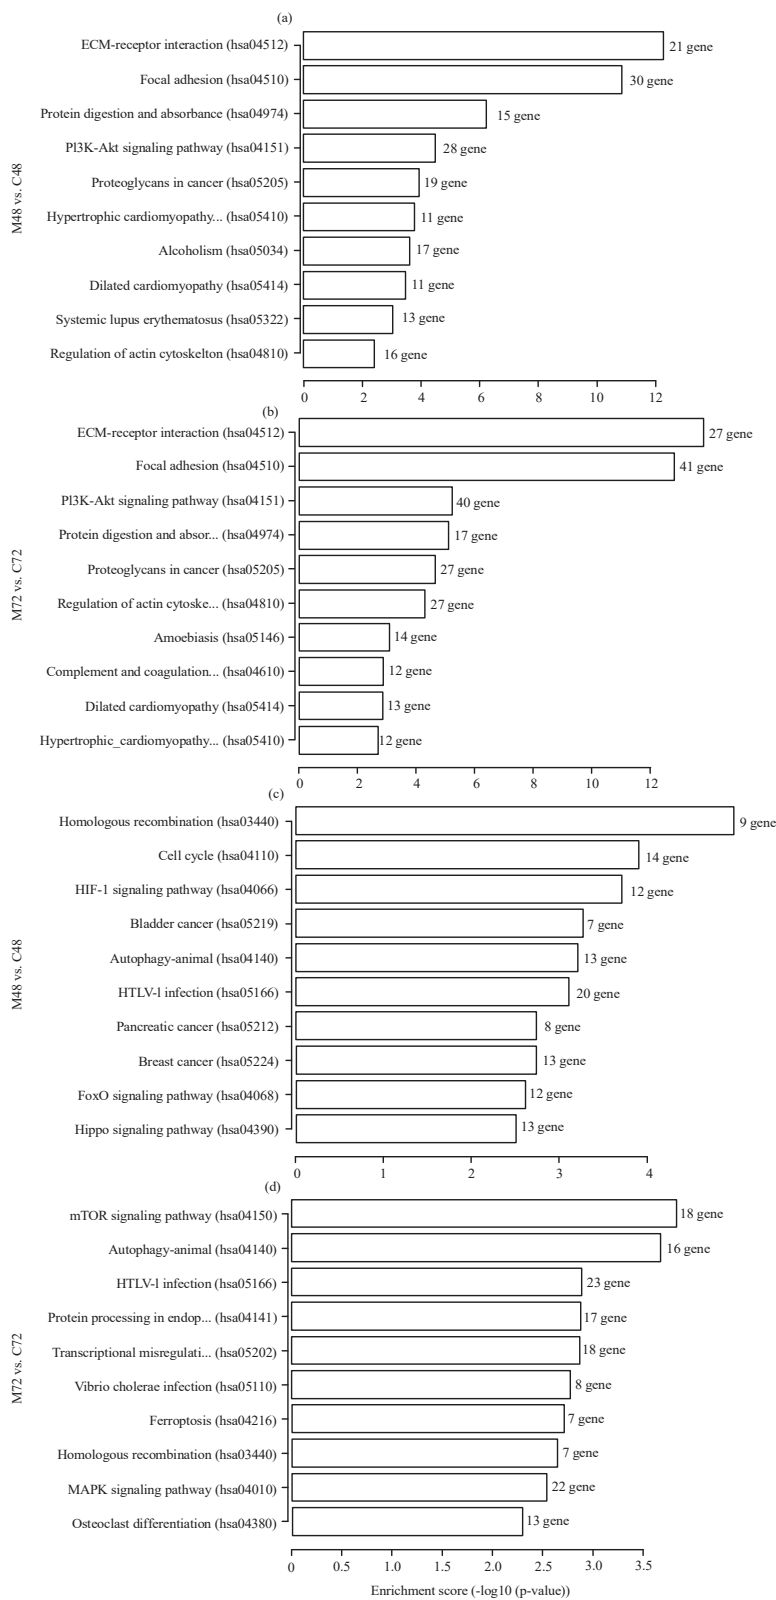 (a)
M48 vs. C48
ECM-receptor interaction (hsa04512) 21 gene
Focal adhesion (hsa04510) 30 gene
Protein digestion and absorbance (hsa04974) 15 gene
Pl3K-Akt signaling pathway (hsa04151) 28 gene
Proteoglycans in cancer (hsa05205) 19 gene
Hypertrophic cardiomyopathy... (hsa05410) 11 gene
Alcoholism (hsa05034) 17 gene
Dilated cardiomyopathy (hsa05414) 11 gene
Systemic lupus erythematosus (hsa05322) 13 gene
Regulation of actin cytoskelton (hsa04810) 16 gene
0 2 4 6 8 10 12
(b)
M72 vs. C72
ECM-receptor interaction (hsa04512) 27 gene
Focal adhesion (hsa04510) 41 gene
Pl3K-Akt signaling pathway (hsa04151) 40 gene
Protein digestion and absor... (hsa04974) 17 gene
Proteoglycans in cancer (hsa05205) 27 gene
Regulation of actin cytoske... (hsa04810) 27 gene
Amoebiasis (hsa05146) 14 gene
Complement and coagulation... (hsa04610) 12 gene
Dilated cardiomyopathy (hsa05414) 13 gene
Hypertrophic_cardiomyopathy... (hsa05410) 12 gene
0 2 4 6 8 10 12
(c)
M48 vs. C48
Homologous recombination (hsa03440) 9 gene
Cell cycle (hsa04110) 14 gene
HIF-1 signaling pathway (hsa04066) 12 gene
Bladder cancer (hsa05219) 7 gene
Autophagy-animal (hsa04140) 13 gene
HTLV-l infection (hsa05166) 20 gene
Pancreatic cancer (hsa05212) 8 gene
Breast cancer (hsa05224) 13 gene
FoxO signaling pathway (hsa04068) 12 gene
Hippo signaling pathway (hsa04390) 13 gene
0 1 2 3 4
(d)
M72 vs. C72
mTOR signaling pathway (hsa04150) 18 gene
Autophagy-animal (hsa04140) 16 gene
HTLV-l infection (hsa05166) 23 gene
Protein processing in endop... (hsa04141) 17 gene
Transcriptional misregulati... (hsa05202) 18 gene
Vibrio cholerae infection (hsa05110) 8 gene
Ferroptosis (hsa04216) 7 gene
Homologous recombination (hsa03440) 7 gene
MAPK signaling pathway (hsa04010) 22 gene
Osteoclast differentiation (hsa04380) 13 gene
0 0.5 1.0 1.5 2.0 2.5 3.0 3.5
Enrichment score (-log10 (p-value))